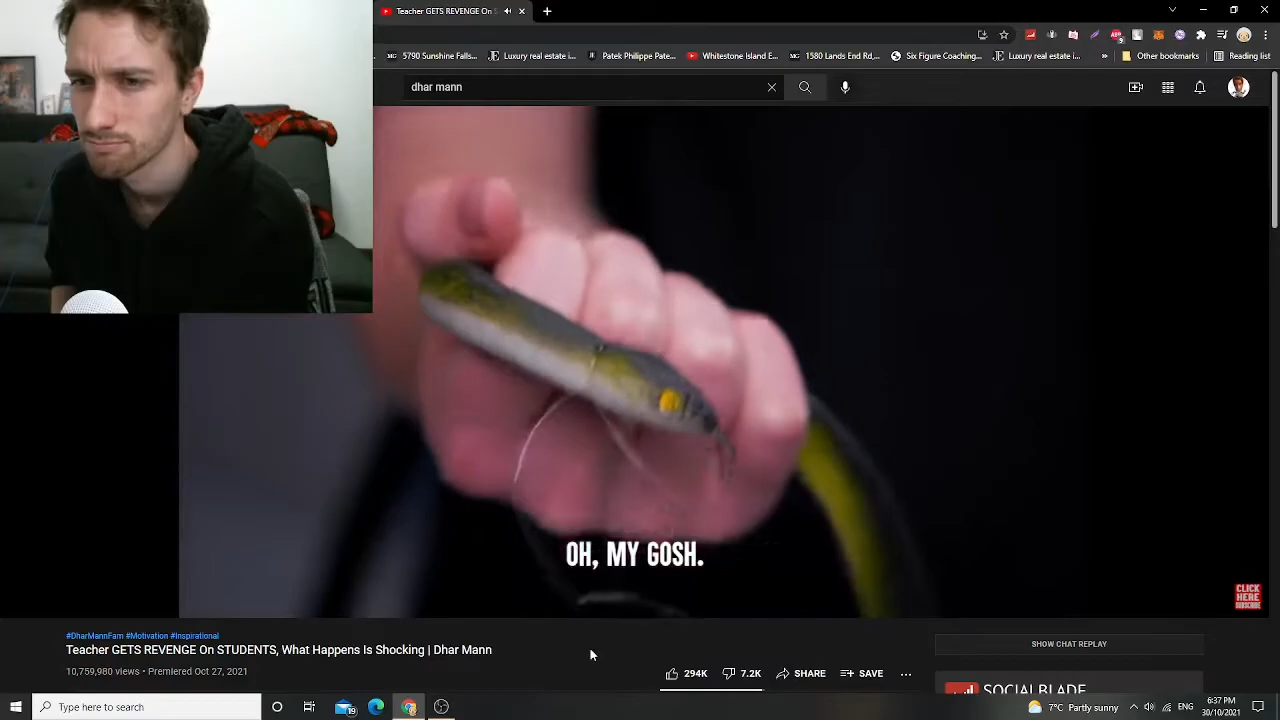 Teacher GETS REVENGE On S
5790 Sunshine Falls...
Luxury real estate i...
Patek Philippe Pate...
Whitestone Island E...
1580 Lands End Rd,...
Six Figure Coaching...
Luxury real estate i...
»
Reading list
dhar mann
OH, MY GOSH.
CLICK
HERE
SUBSCRIBE
#DharMannFam #Motivation #Inspirational
Teacher GETS REVENGE On STUDENTS, What Happens Is Shocking | Dhar Mann
10,759,980 views • Premiered Oct 27, 2021
294K
7.2K
SHARE
SAVE
...
SHOW CHAT REPLAY
SOCIALBLADE
Type here to search
19
7°C Partly sunny
ENG
6:37 PM
30/10/2021